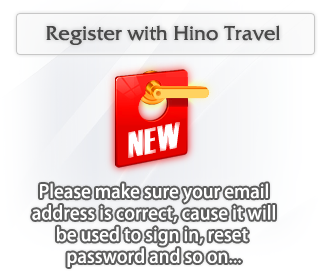 Register with Hino Travel
NEW
Please make sure your email
address is correct, cause it will
be used to sign in, reset
password and so on...